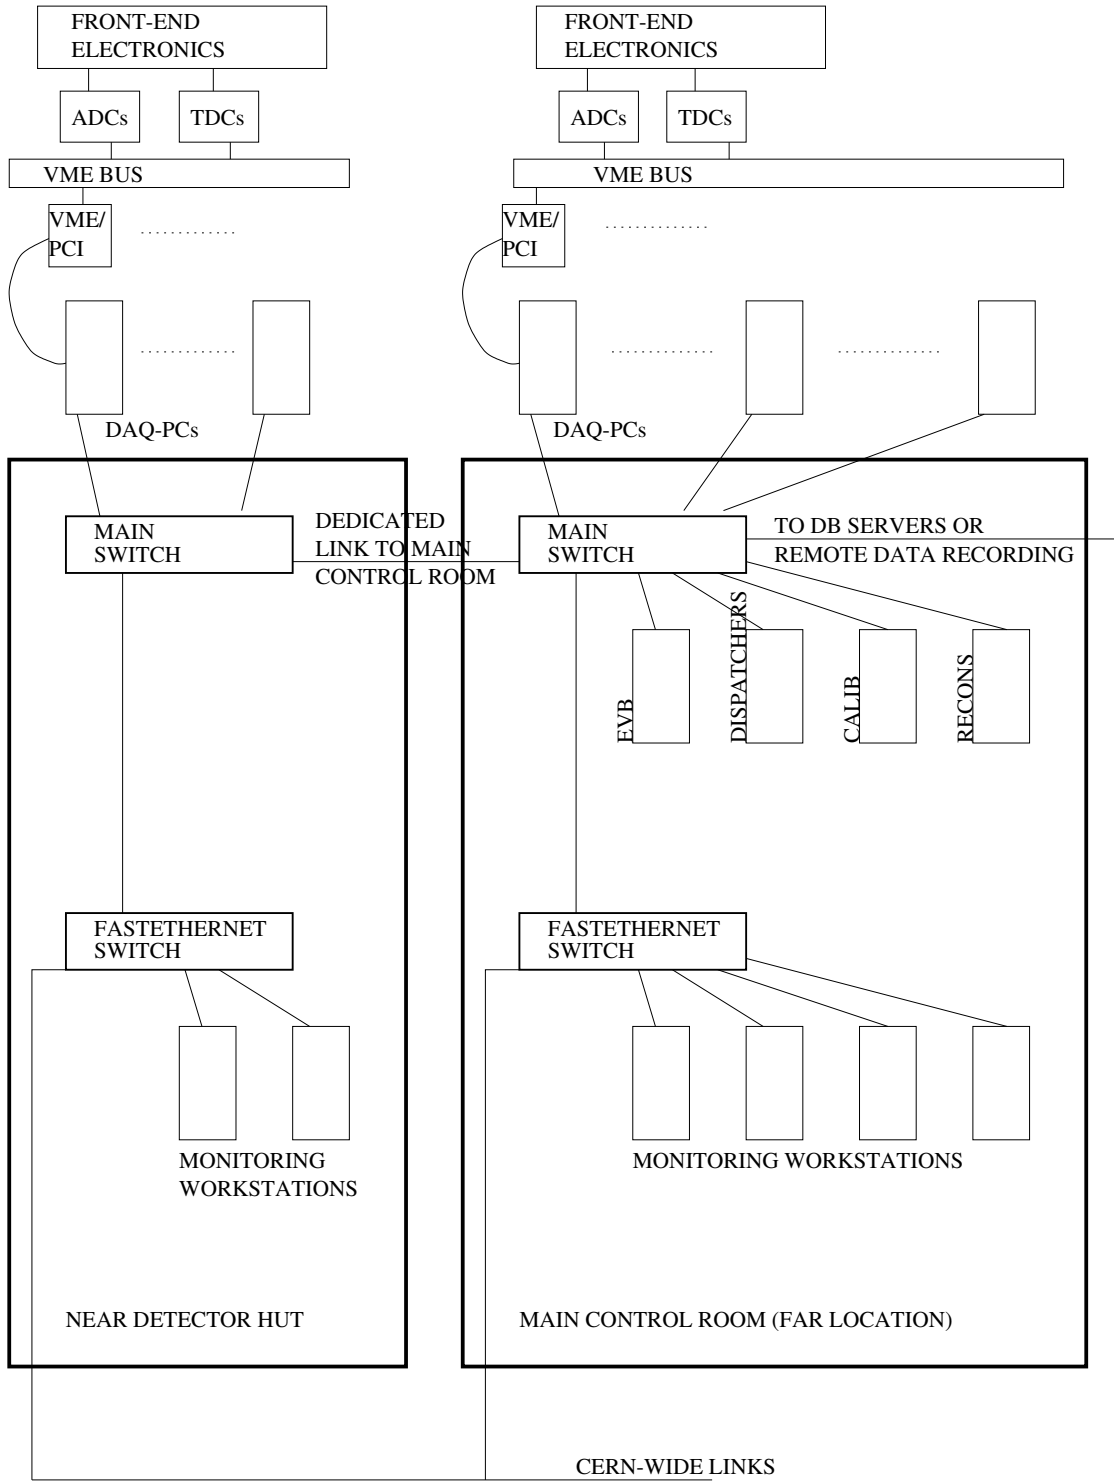 FRONT-END
ELECTRONICS
FRONT-END
ELECTRONICS
ADCs
TDCs
ADCs
TDCs
VME BUS
VME BUS
VME/
PCI
VME/
PCI
DAQ-PCs
DAQ-PCs
MAIN
SWITCH
DEDICATED
LINK TO MAIN
CONTROL ROOM
MAIN
SWITCH
TO DB SERVERS OR
REMOTE DATA RECORDING
EVB
DISPATCHERS
CALIB
RECONS
FASTETHERNET
SWITCH
FASTETHERNET
SWITCH
MONITORING
WORKSTATIONS
MONITORING WORKSTATIONS
NEAR DETECTOR HUT
MAIN CONTROL ROOM (FAR LOCATION)
CERN-WIDE LINKS